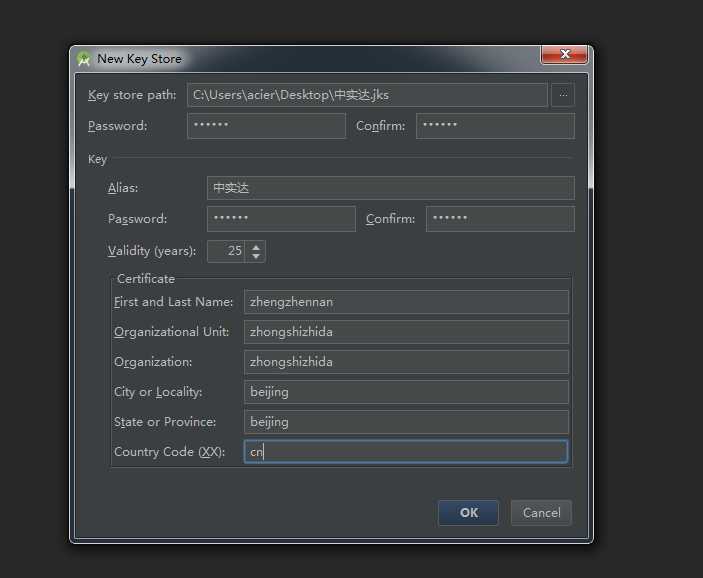 New Key Store
Key store path: C:\Users\acier\Desktop\中实达.jks ...
Password: •••••• Confirm: ••••••
Key
Alias: 中实达
Password: •••••• Confirm: ••••••
Validity (years): 25
Certificate
First and Last Name: zhengzhennan
Organizational Unit: zhongshizhida
Organization: zhongshizhida
City or Locality: beijing
State or Province: beijing
Country Code (XX): cn
OK Cancel